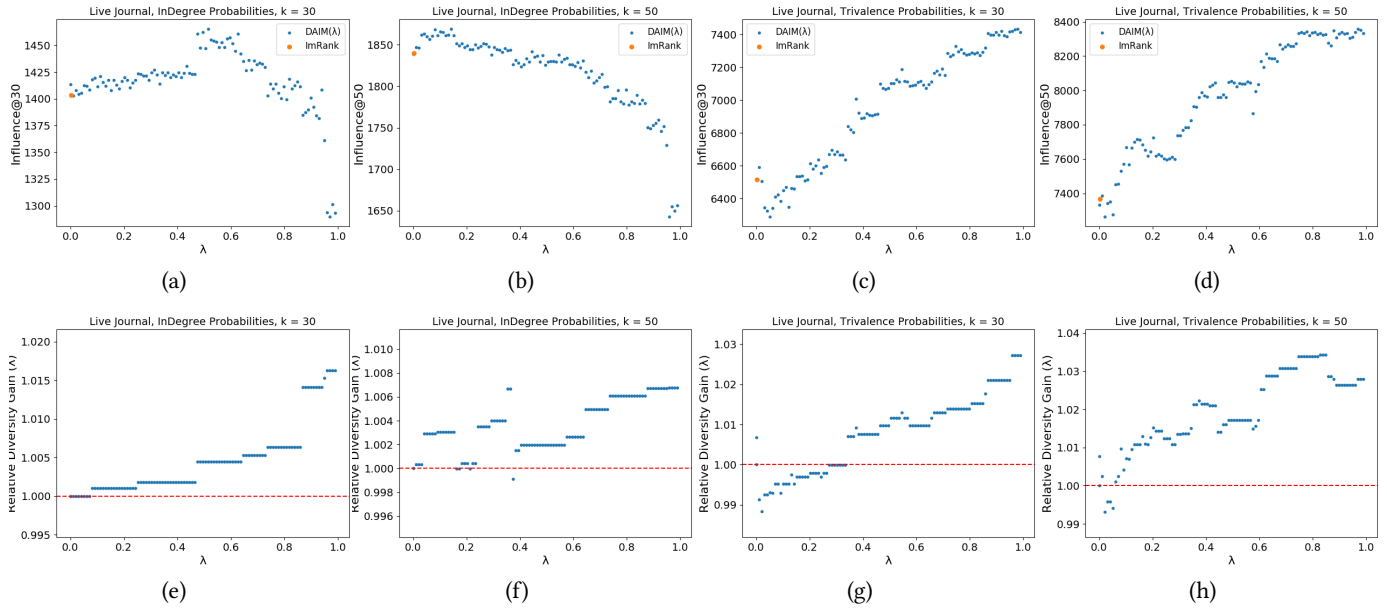 Live Journal, InDegree Probabilities, k = 30
DAIM(λ)
ImRank
Influence@30
1450
1425
1400
1375
1350
1325
1300
0.0 0.2 0.4 0.6 0.8 1.0
λ
(a)
Live Journal, InDegree Probabilities, k = 50
DAIM(λ)
ImRank
Influence@50
1850
1800
1750
1700
1650
0.0 0.2 0.4 0.6 0.8 1.0
λ
(b)
Live Journal, Trivalence Probabilities, k = 30
DAIM(λ)
ImRank
Influence@30
7400
7200
7000
6800
6600
6400
0.0 0.2 0.4 0.6 0.8 1.0
λ
(c)
Live Journal, Trivalence Probabilities, k = 50
DAIM(λ)
ImRank
Influence@50
8400
8200
8000
7800
7600
7400
0.0 0.2 0.4 0.6 0.8 1.0
λ
(d)
Live Journal, InDegree Probabilities, k = 30
Relative Diversity Gain (λ)
1.020
1.015
1.010
1.005
1.000
0.995
0.0 0.2 0.4 0.6 0.8 1.0
λ
(e)
Live Journal, InDegree Probabilities, k = 50
Relative Diversity Gain (λ)
1.010
1.008
1.006
1.004
1.002
1.000
0.998
0.996
0.0 0.2 0.4 0.6 0.8 1.0
λ
(f)
Live Journal, Trivalence Probabilities, k = 30
Relative Diversity Gain (λ)
1.03
1.02
1.01
1.00
0.99
0.0 0.2 0.4 0.6 0.8 1.0
λ
(g)
Live Journal, Trivalence Probabilities, k = 50
Relative Diversity Gain (λ)
1.04
1.03
1.02
1.01
1.00
0.99
0.0 0.2 0.4 0.6 0.8 1.0
λ
(h)